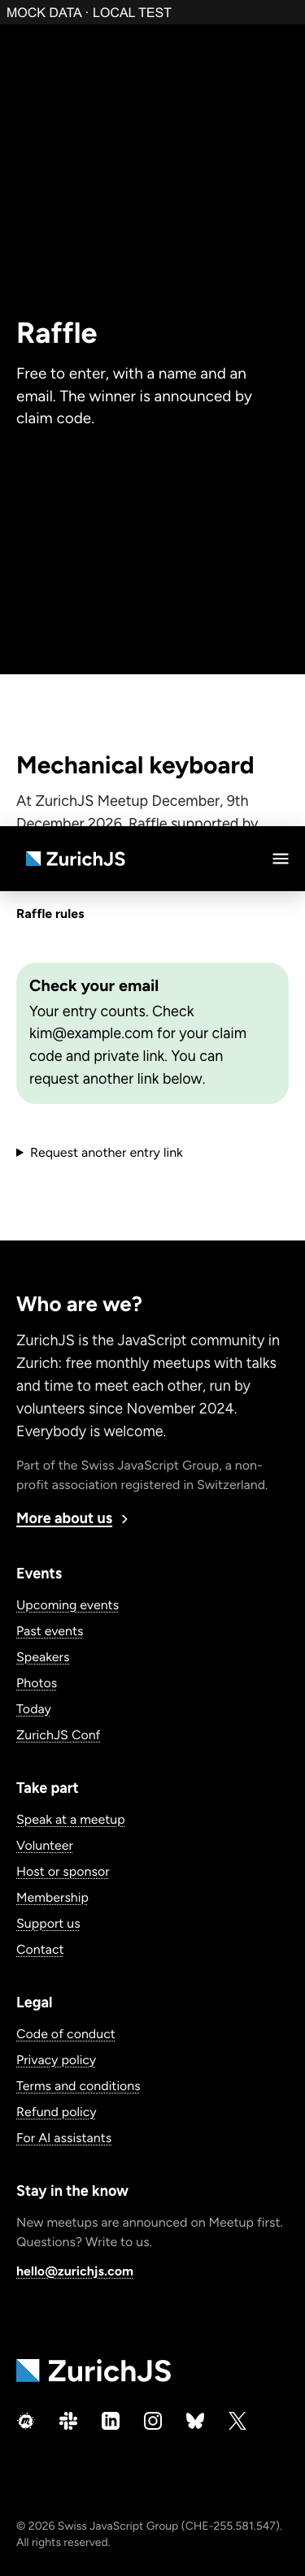 MOCK DATA · LOCAL TEST
Raffle
Free to enter, with a name and an
email. The winner is announced by
claim code.
Mechanical keyboard
At ZurichJS Meetup December, 9th
December 2026. Raffle supported by
ZurichJS
Raffle rules
Check your email
Your entry counts. Check
kim@example.com for your claim
code and private link. You can
request another link below.
Request another entry link
Who are we?
ZurichJS is the JavaScript community in
Zurich: free monthly meetups with talks
and time to meet each other, run by
volunteers since November 2024.
Everybody is welcome.
Part of the Swiss JavaScript Group, a non-
profit association registered in Switzerland.
More about us
Events
Upcoming events
Past events
Speakers
Photos
Today
ZurichJS Conf
Take part
Speak at a meetup
Volunteer
Host or sponsor
Membership
Support us
Contact
Legal
Code of conduct
Privacy policy
Terms and conditions
Refund policy
For AI assistants
Stay in the know
New meetups are announced on Meetup first.
Questions? Write to us.
hello@zurichjs.com
ZurichJS
© 2026 Swiss JavaScript Group (CHE-255.581.547).
All rights reserved.